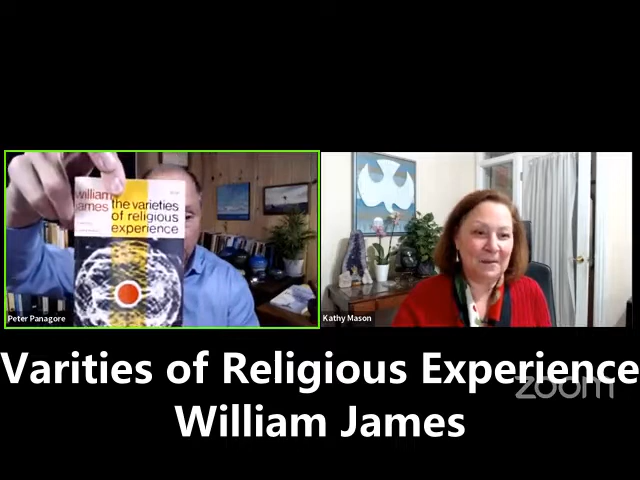 william
james
the varieties
of religious
experience
Peter Panagore
Kathy Mason
Varities of Religious Experience
zoom
William James